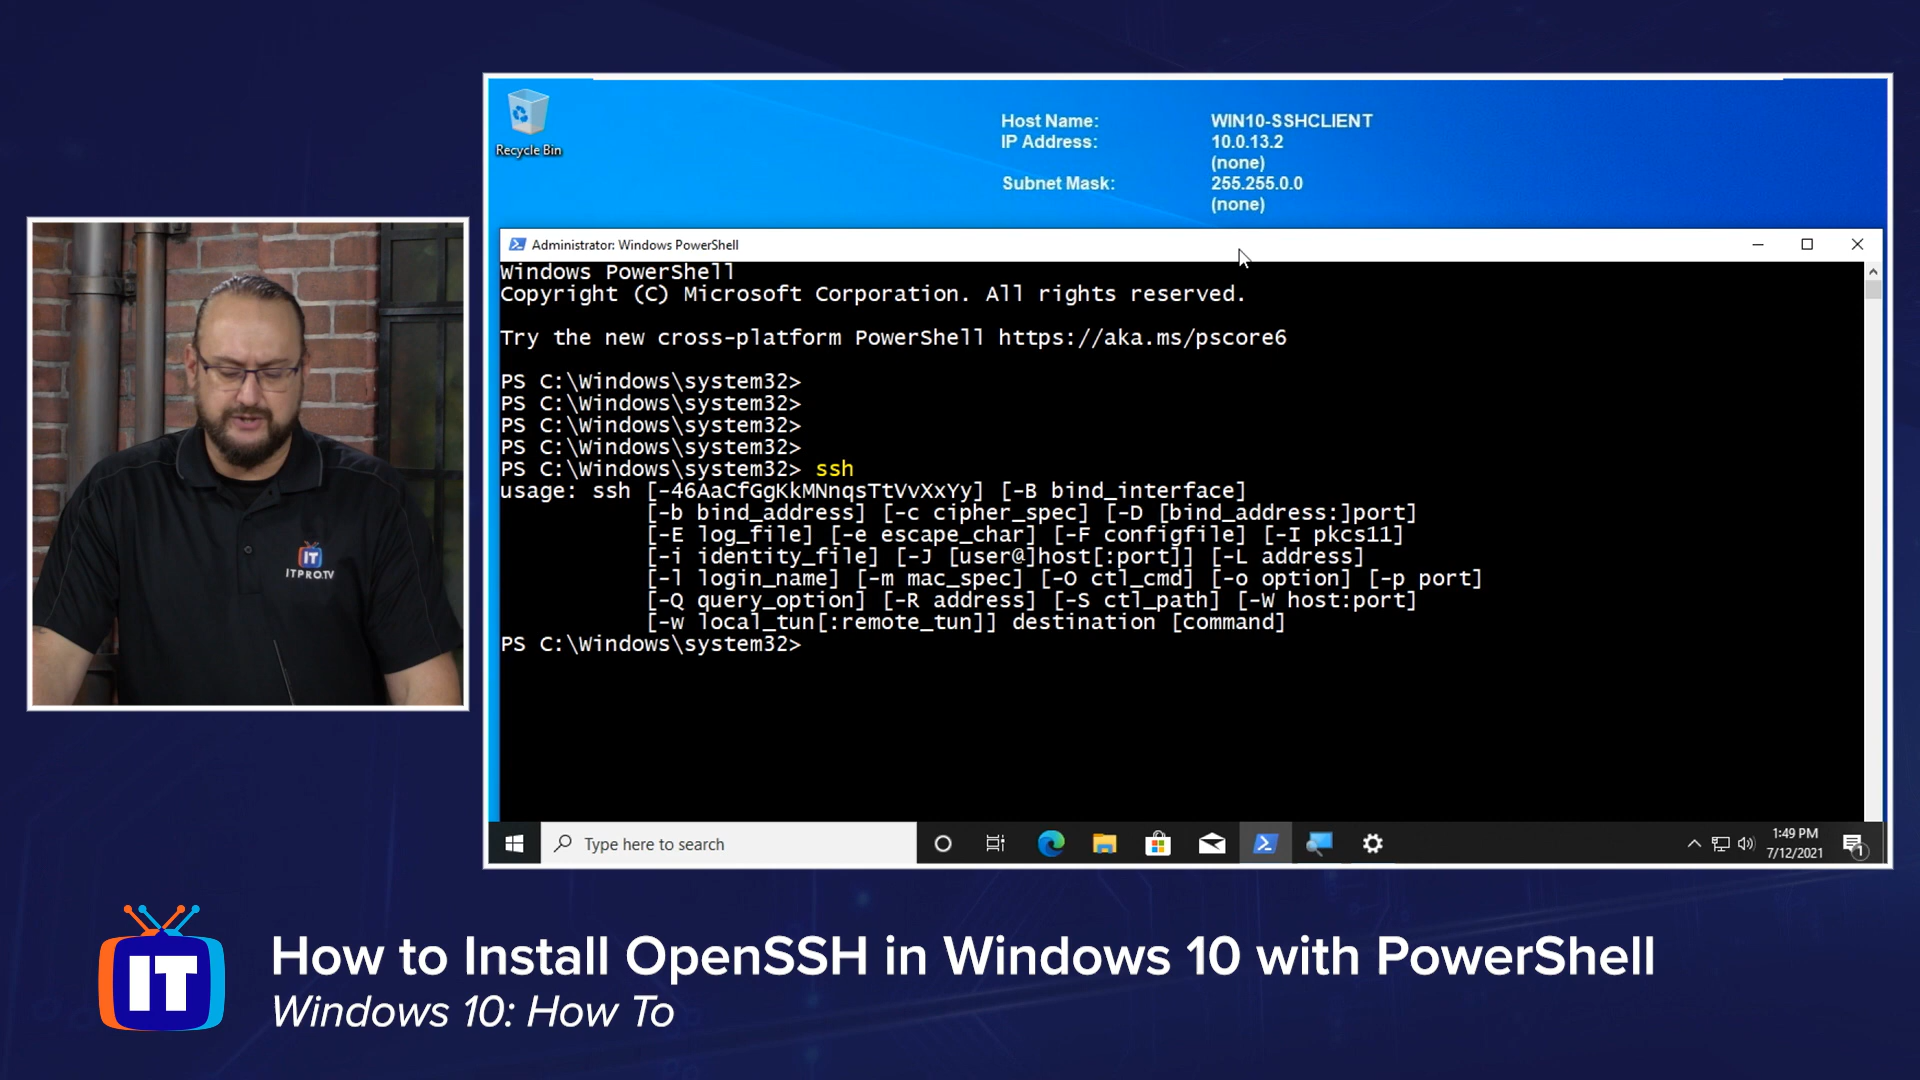 Recycle Bin
Host Name: WIN10-SSHCLIENT
IP Address: 10.0.13.2
(none)
Subnet Mask: 255.255.0.0
(none)
Administrator: Windows PowerShell
Windows PowerShell
Copyright (C) Microsoft Corporation. All rights reserved.
Try the new cross-platform PowerShell https://aka.ms/pscore6
PS C:\Windows\system32>
PS C:\Windows\system32>
PS C:\Windows\system32>
PS C:\Windows\system32>
PS C:\Windows\system32> ssh
usage: ssh [-46AaCfGgKkMNnqsTtVvXxYy] [-B bind_interface]
[-b bind_address] [-c cipher_spec] [-D [bind_address:]port]
[-E log_file] [-e escape_char] [-F configfile] [-I pkcs11]
[-i identity_file] [-J [user@]host[:port]] [-L address]
[-l login_name] [-m mac_spec] [-O ctl_cmd] [-o option] [-p port]
[-Q query_option] [-R address] [-S ctl_path] [-W host:port]
[-w local_tun[:remote_tun]] destination [command]
PS C:\Windows\system32>
IT
ITPRO.TV
Type here to search
1:49 PM
7/12/2021
1
IT
How to Install OpenSSH in Windows 10 with PowerShell
Windows 10: How To